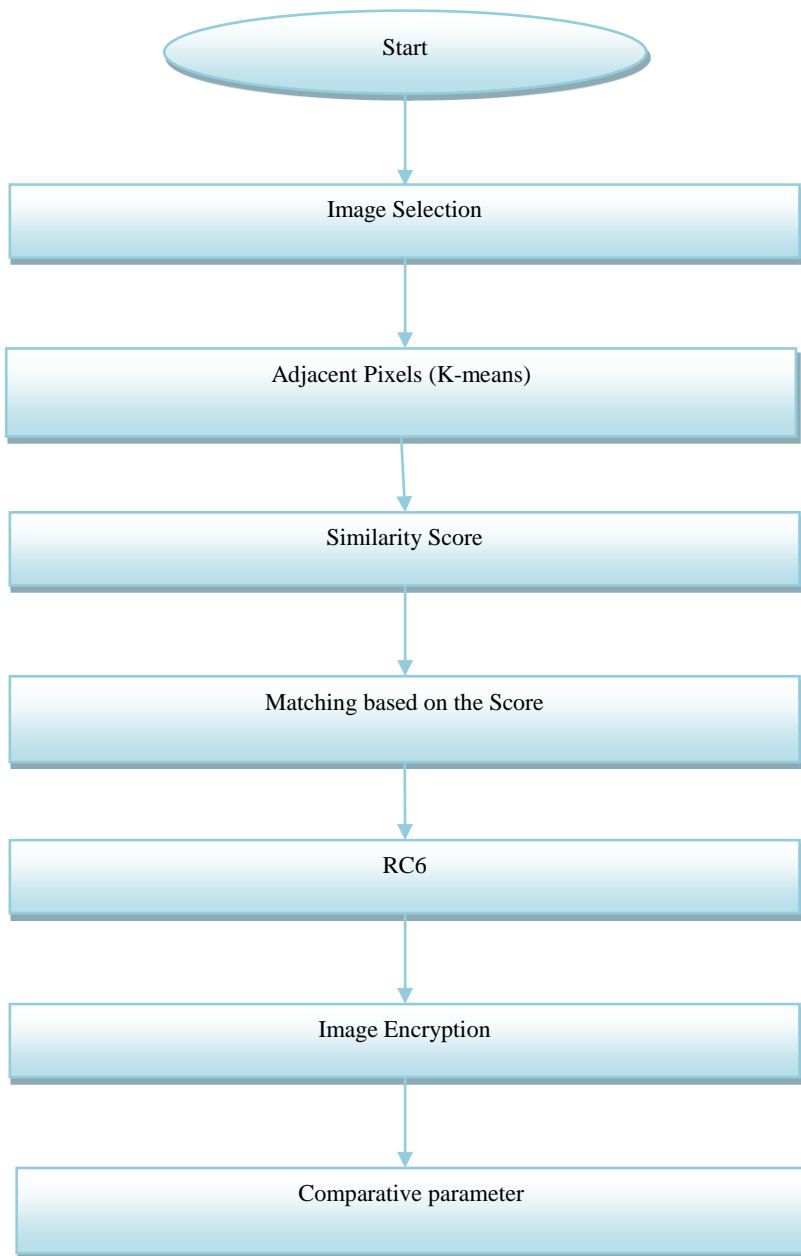 Start
Image Selection
Adjacent Pixels (K-means)
Similarity Score
Matching based on the Score
RC6
Image Encryption
Comparative parameter